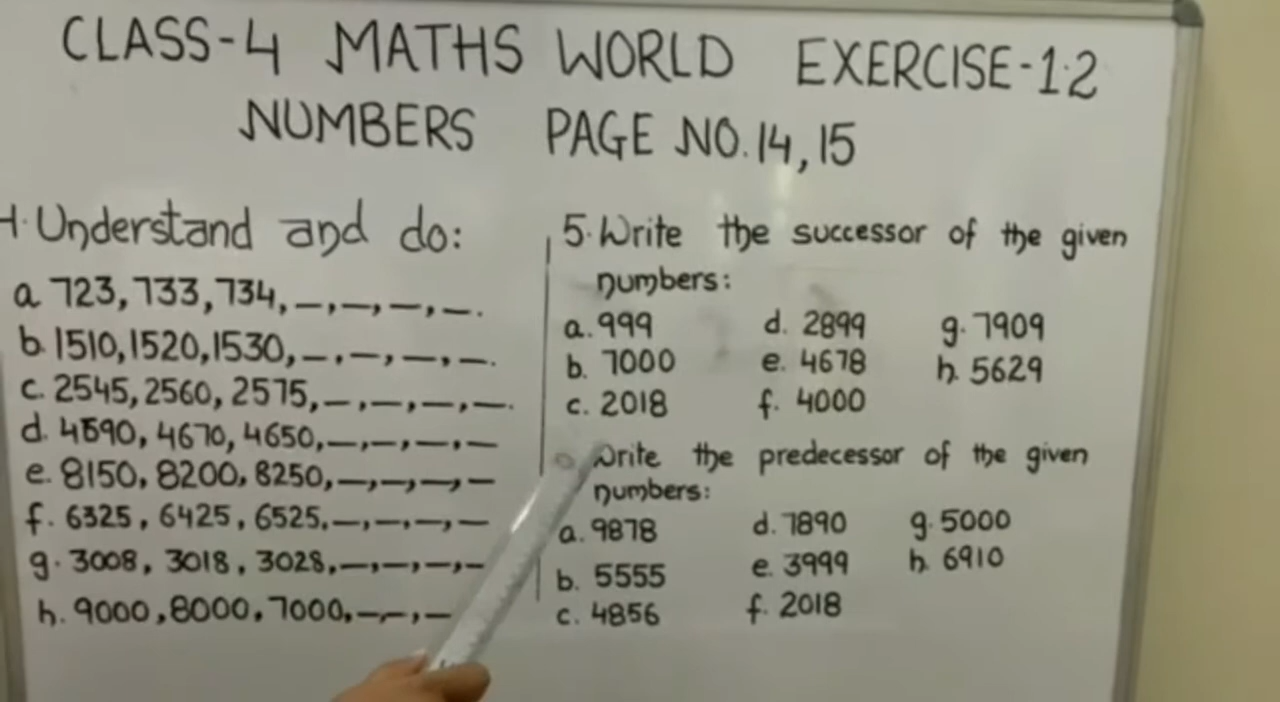 CLASS-4 MATHS WORLD EXERCISE-1.2
NUMBERS PAGE NO.14,15
4.Understand and do:
a 723,733,734,_,_,_,_.
b.1510,1520,1530,_,_,_,_.
c. 2545,2560,2575,_,_,_,_.
d. 4690,4670,4650,_,_,_,_
e. 8150,8200,8250,_,_,_,_
f. 6325,6425,6525,_,_,_,_
g. 3008,3018,3028,_,_,_,_
h. 9000,8000,7000,_,_,_
5.Write the successor of the given
numbers:
a. 999 d. 2899 g. 7909
b. 7000 e. 4678 h. 5629
c. 2018 f. 4000
Write the predecessor of the given
numbers:
a. 9878 d. 7890 g. 5000
b. 5555 e. 3999 h. 6910
c. 4856 f. 2018